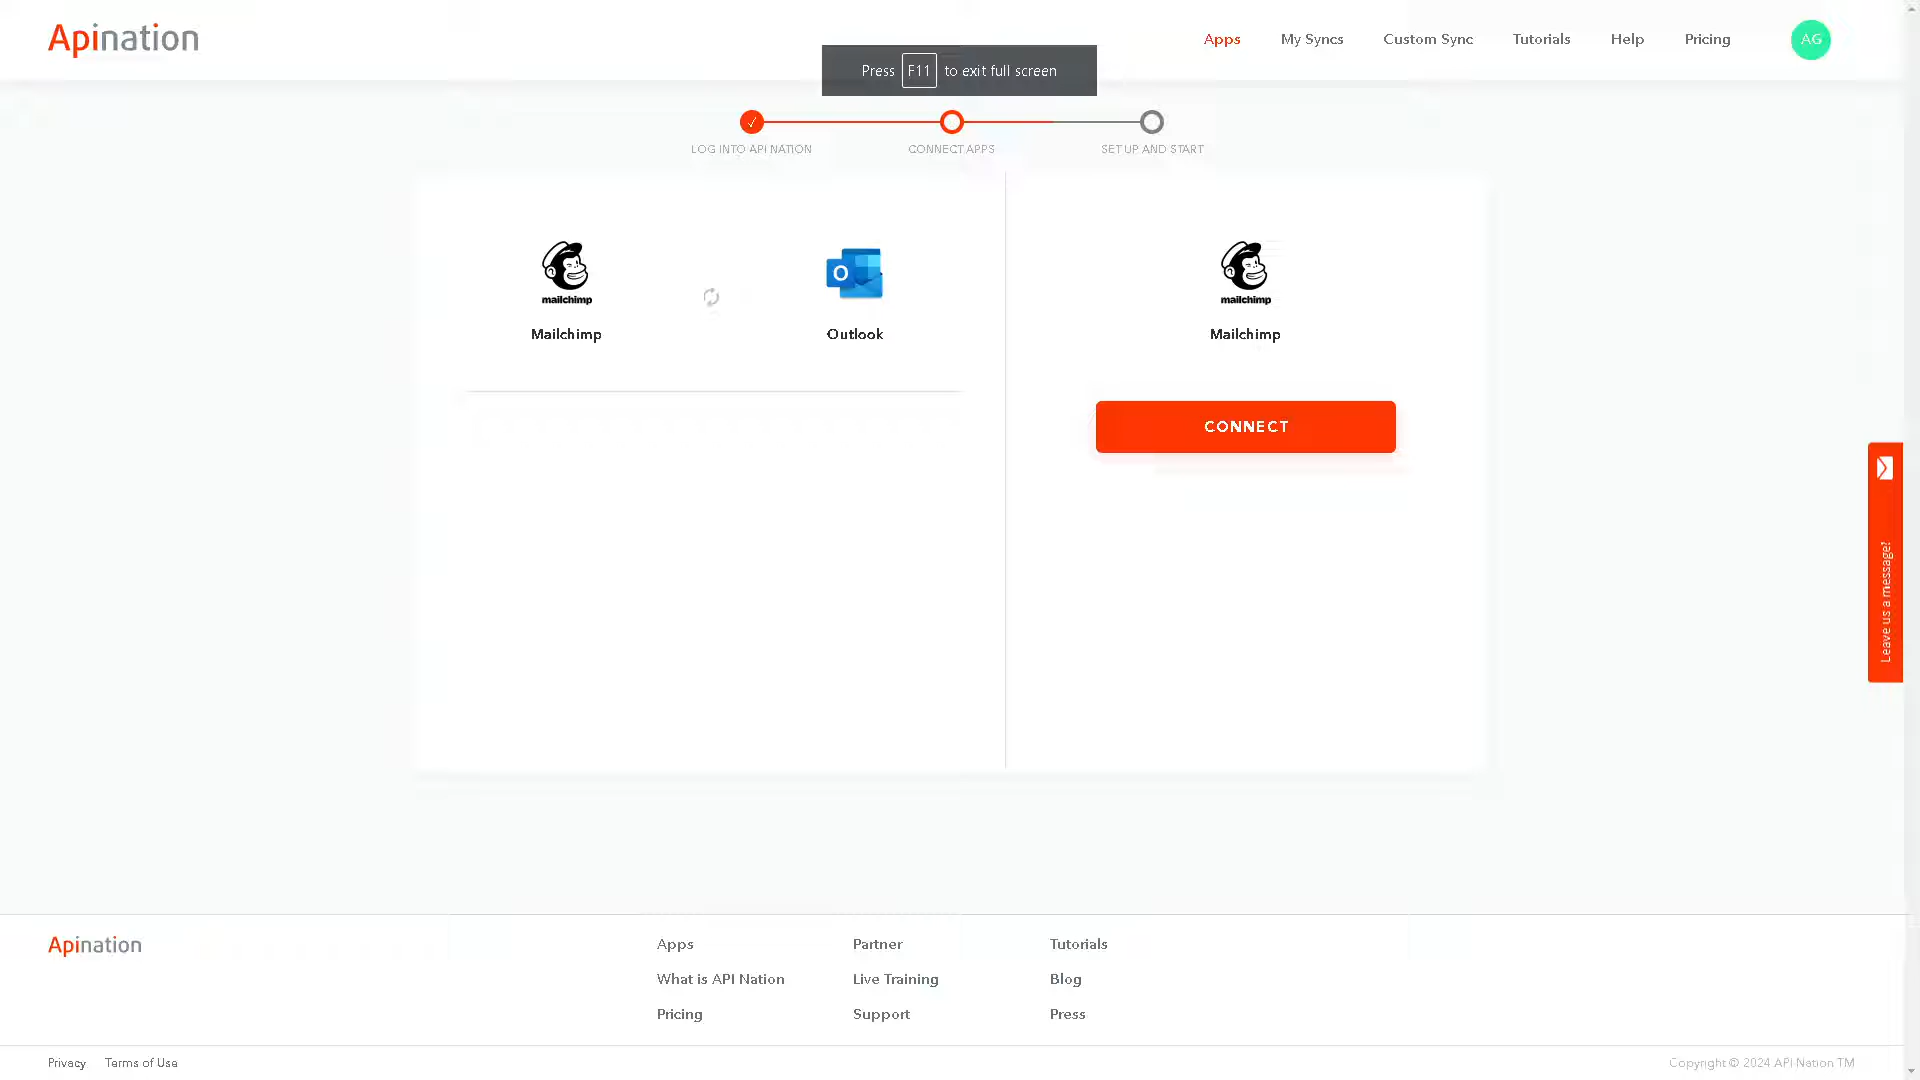 Apination
Apps
My Syncs
Custom Sync
Tutorials
Help
Pricing
AG
Press F11 to exit full screen
LOG INTO API NATION
CONNECT APPS
SET UP AND START
mailchimp
Mailchimp
O
Outlook
mailchimp
Mailchimp
CONNECT
Leave us a message!
Apination
Apps
Partner
Tutorials
What is API Nation
Live Training
Blog
Pricing
Support
Press
Privacy
Terms of Use
Copyright © 2024 API Nation TM